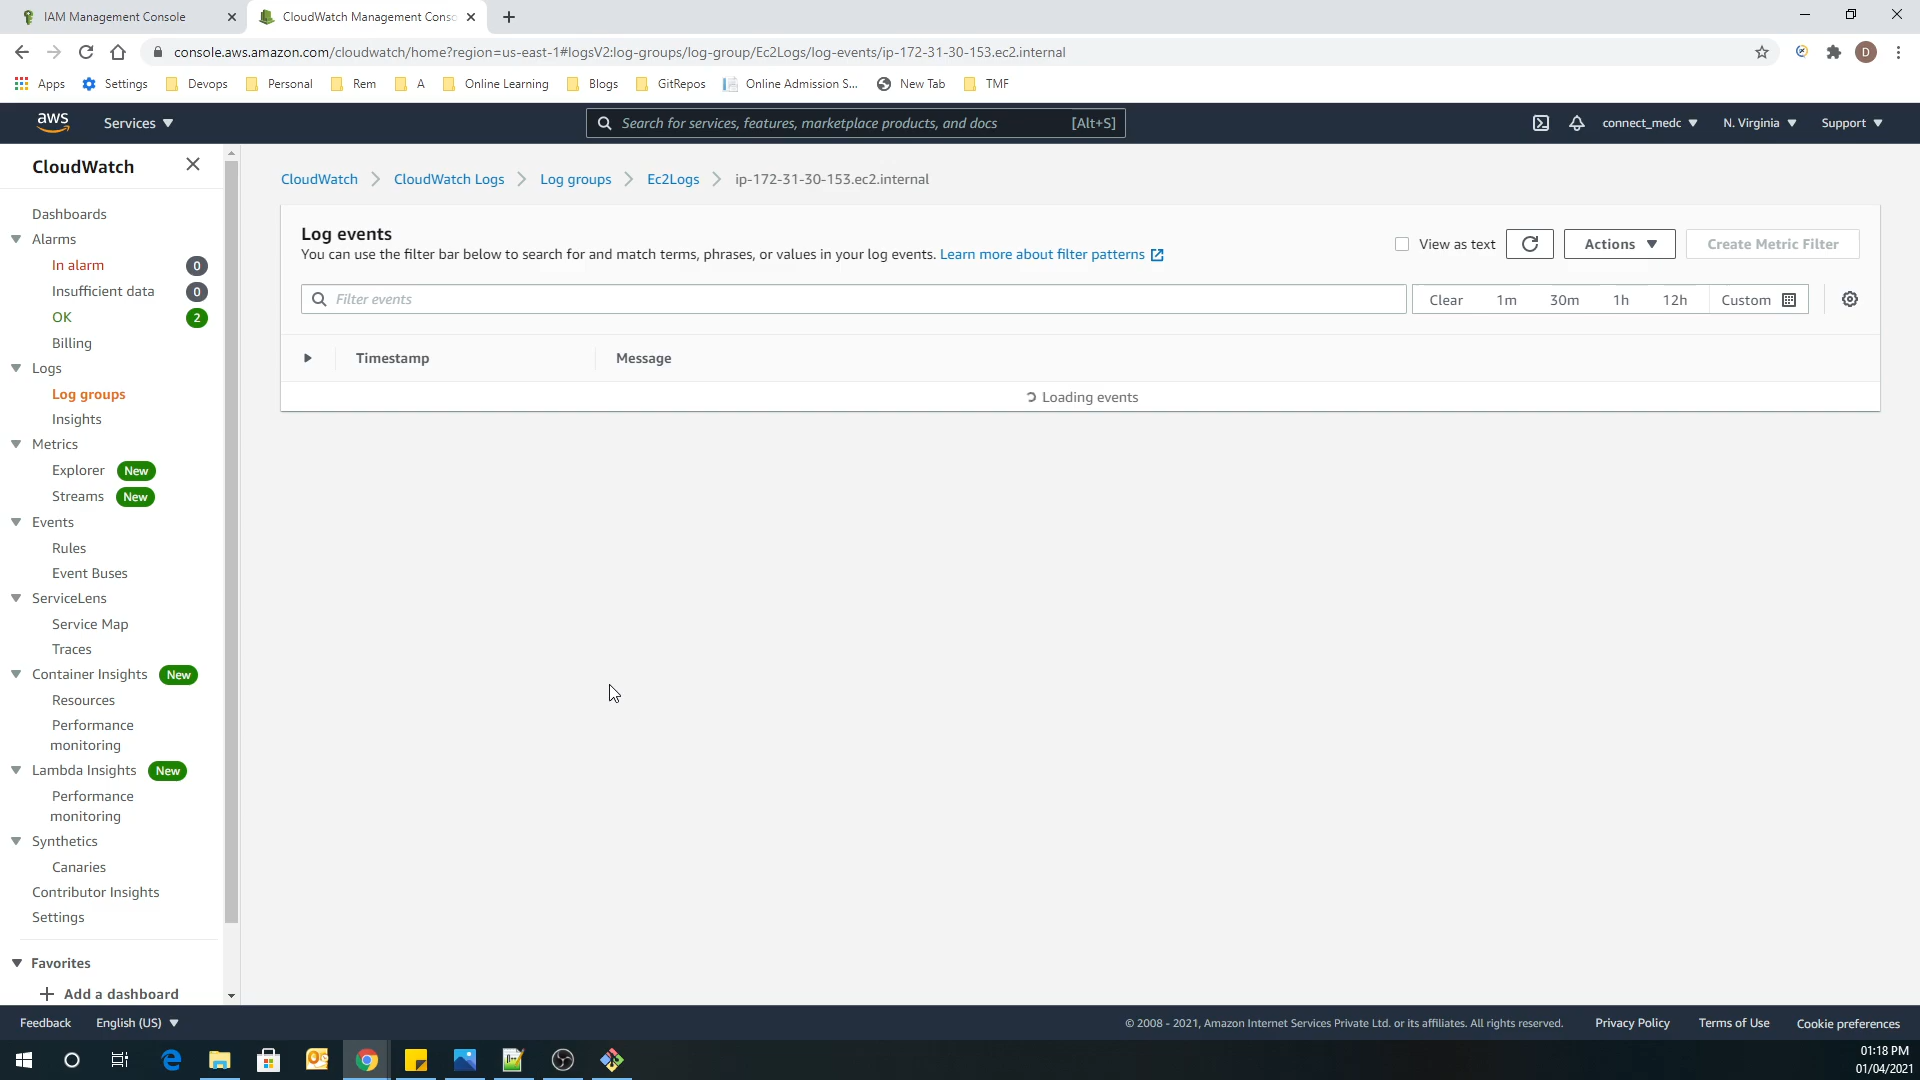 IAM Management Console
CloudWatch Management Conso
console.aws.amazon.com/cloudwatch/home?region=us-east-1#logsV2:log-groups/log-group/Ec2Logs/log-events/ip-172-31-30-153.ec2.internal
D
Apps Settings Devops Personal Rem A Online Learning Blogs GitRepos Online Admission S... New Tab TMF
aws Services Search for services, features, marketplace products, and docs [Alt+S] connect_medc N. Virginia Support
CloudWatch
Dashboards
Alarms
In alarm 0
Insufficient data 0
OK 2
Billing
Logs
Log groups
Insights
Metrics
Explorer New
Streams New
Events
Rules
Event Buses
ServiceLens
Service Map
Traces
Container Insights New
Resources
Performance
monitoring
Lambda Insights New
Performance
monitoring
Synthetics
Canaries
Contributor Insights
Settings
Favorites
Add a dashboard
CloudWatch CloudWatch Logs Log groups Ec2Logs ip-172-31-30-153.ec2.internal
Log events
You can use the filter bar below to search for and match terms, phrases, or values in your log events. Learn more about filter patterns
View as text Actions Create Metric Filter
Filter events
Clear 1m 30m 1h 12h Custom
Timestamp Message
Loading events
Feedback English (US) © 2008 - 2021, Amazon Internet Services Private Ltd. or its affiliates. All rights reserved. Privacy Policy Terms of Use Cookie preferences
01:18 PM
01/04/2021